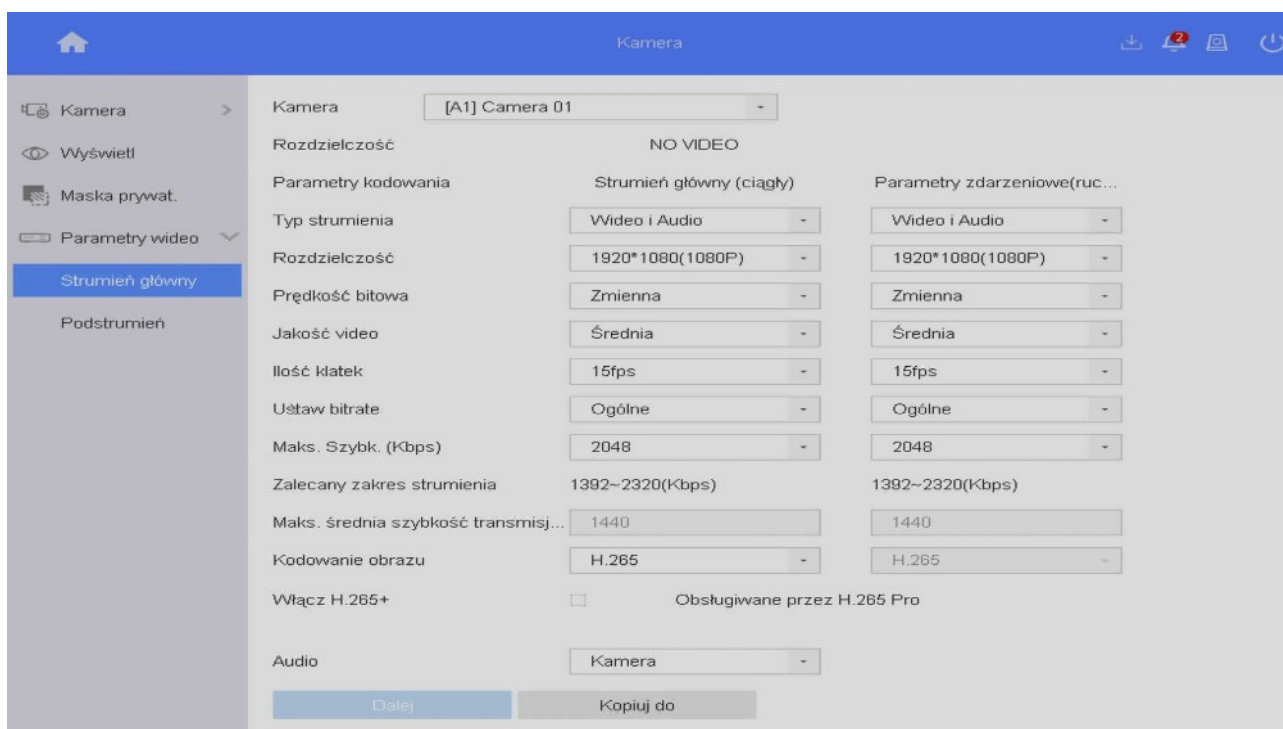 Kamera
2
Kamera
Wyświetl
Maska prywat.
Parametry wideo
Strumień główny
Podstrumień
Kamera [A1] Camera 01
Rozdzielczość NO VIDEO
Parametry kodowania Strumień główny (ciągły) Parametry zdarzeniowe(ruc...
Typ strumienia Wideo i Audio Wideo i Audio
Rozdzielczość 1920*1080(1080P) 1920*1080(1080P)
Prędkość bitowa Zmienna Zmienna
Jakość video Średnia Średnia
Ilość klatek 15fps 15fps
Ustaw bitrate Ogólne Ogólne
Maks. Szybk. (Kbps) 2048 2048
Zalecany zakres strumienia 1392~2320(Kbps) 1392~2320(Kbps)
Maks. średnia szybkość transmisj... 1440 1440
Kodowanie obrazu H.265 H.265
Włącz H.265+ Obsługiwane przez H.265 Pro
Audio Kamera
Dalej Kopiuj do